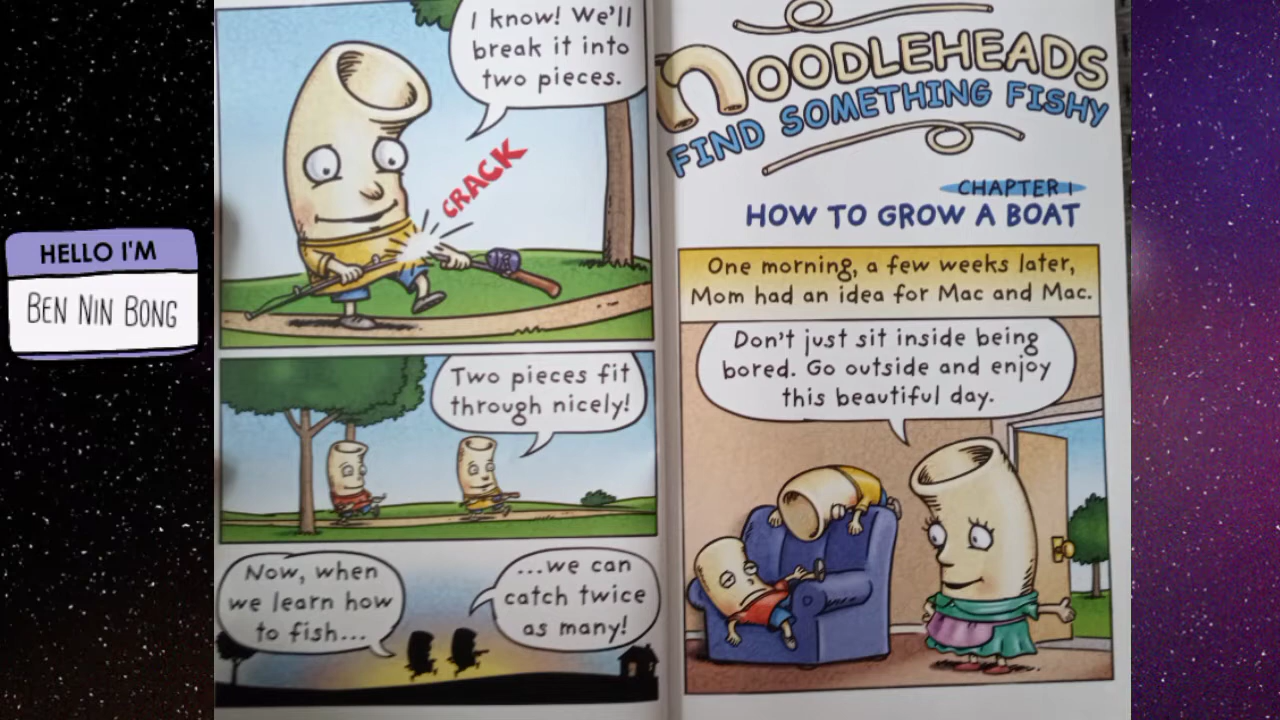 HELLO I'M
BEN NIN BONG
I know! We'll
break it into
two pieces.
CRACK
Two pieces fit
through nicely!
Now, when
we learn how
to fish...
...we can
catch twice
as many!
NOODLEHEADS
FIND SOMETHING FISHY
CHAPTER 1
HOW TO GROW A BOAT
One morning, a few weeks later,
Mom had an idea for Mac and Mac.
Don't just sit inside being
bored. Go outside and enjoy
this beautiful day.